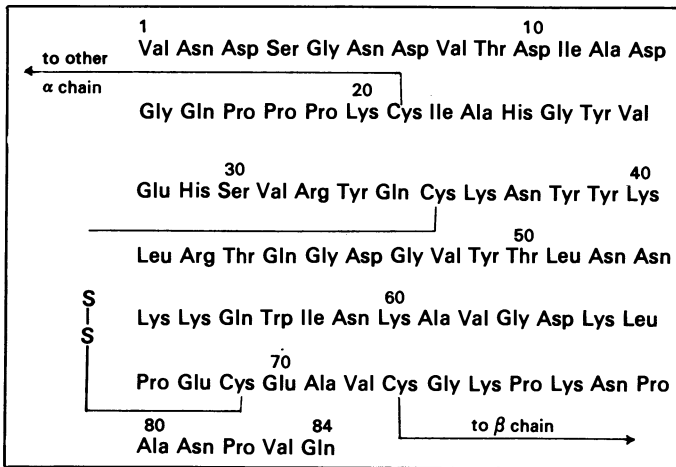 1 10
Val Asn Asp Ser Gly Asn Asp Val Thr Asp Ile Ala Asp
to other
α chain
20
Gly Gln Pro Pro Pro Lys Cys Ile Ala His Gly Tyr Val
30 40
Glu His Ser Val Arg Tyr Gln Cys Lys Asn Tyr Tyr Lys
50
Leu Arg Thr Gln Gly Asp Gly Val Tyr Thr Leu Asn Asn
60
S
S
Lys Lys Gln Trp Ile Asn Lys Ala Val Gly Asp Lys Leu
70
Pro Glu Cys Glu Ala Val Cys Gly Lys Pro Lys Asn Pro
80 84
to β chain
Ala Asn Pro Val Gln